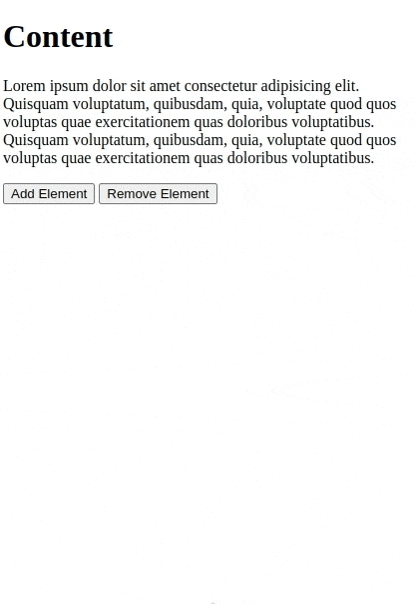 Content
Lorem ipsum dolor sit amet consectetur adipisicing elit.
Quisquam voluptatum, quibusdam, quia, voluptate quod quos
voluptas quae exercitationem quas doloribus voluptatibus.
Quisquam voluptatum, quibusdam, quia, voluptate quod quos
voluptas quae exercitationem quas doloribus voluptatibus.
Add Element Remove Element